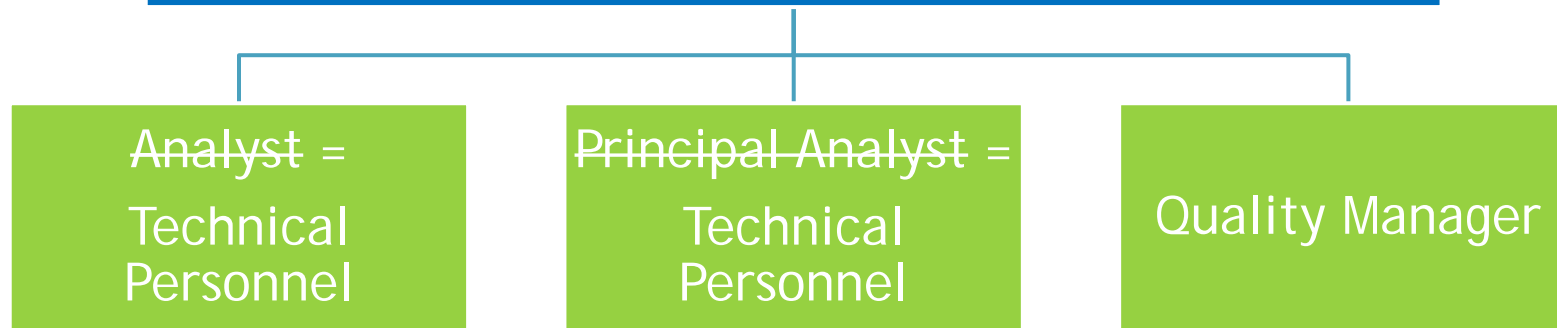 Analyst =
Technical
Personnel
Principal Analyst =
Technical
Personnel
Quality Manager